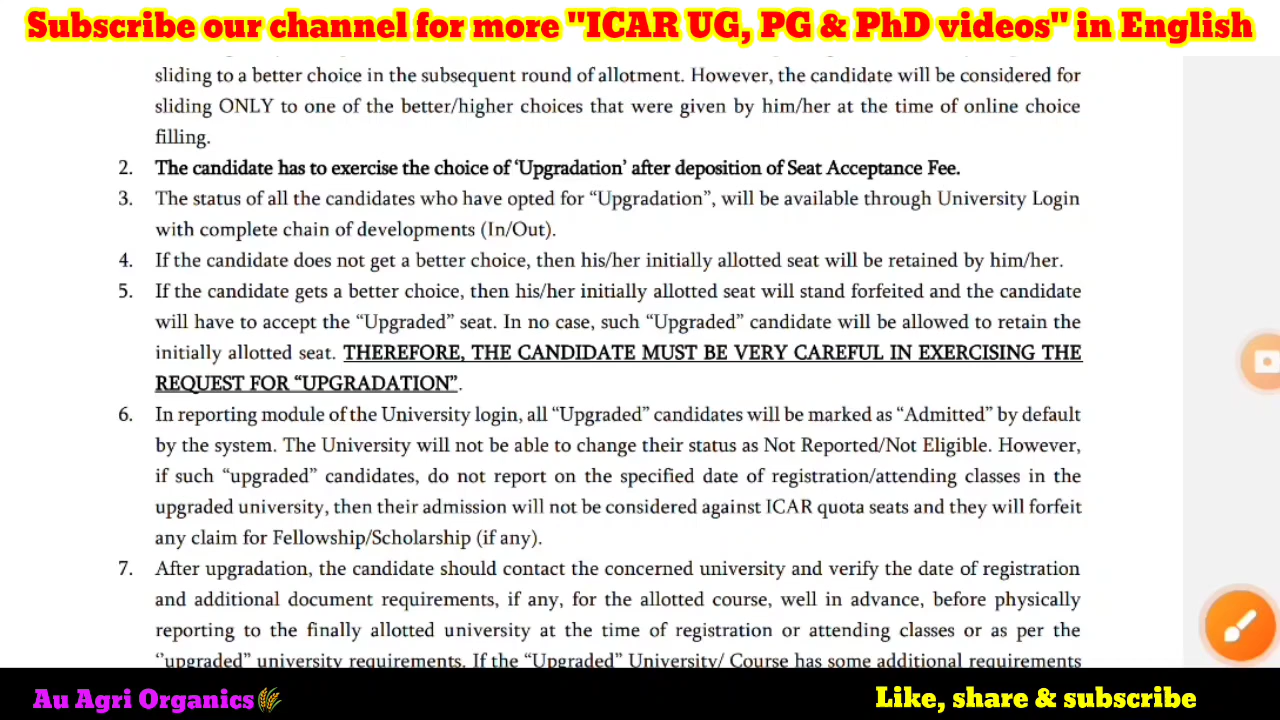 Subscribe our channel for more "ICAR UG, PG & PhD videos" in English
sliding to a better choice in the subsequent round of allotment. However, the candidate will be considered for
sliding ONLY to one of the better/higher choices that were given by him/her at the time of online choice
filling.
2. The candidate has to exercise the choice of ‘Upgradation’ after deposition of Seat Acceptance Fee.
3. The status of all the candidates who have opted for “Upgradation”, will be available through University Login
with complete chain of developments (In/Out).
4. If the candidate does not get a better choice, then his/her initially allotted seat will be retained by him/her.
5. If the candidate gets a better choice, then his/her initially allotted seat will stand forfeited and the candidate
will have to accept the “Upgraded” seat. In no case, such “Upgraded” candidate will be allowed to retain the
initially allotted seat. THEREFORE, THE CANDIDATE MUST BE VERY CAREFUL IN EXERCISING THE
REQUEST FOR “UPGRADATION”.
6. In reporting module of the University login, all “Upgraded” candidates will be marked as “Admitted” by default
by the system. The University will not be able to change their status as Not Reported/Not Eligible. However,
if such “upgraded” candidates, do not report on the specified date of registration/attending classes in the
upgraded university, then their admission will not be considered against ICAR quota seats and they will forfeit
any claim for Fellowship/Scholarship (if any).
7. After upgradation, the candidate should contact the concerned university and verify the date of registration
and additional document requirements, if any, for the allotted course, well in advance, before physically
reporting to the finally allotted university at the time of registration or attending classes or as per the
“upgraded” university requirements. If the “Upgraded” University/ Course has some additional requirements
Au Agri Organics🌾
Like, share & subscribe